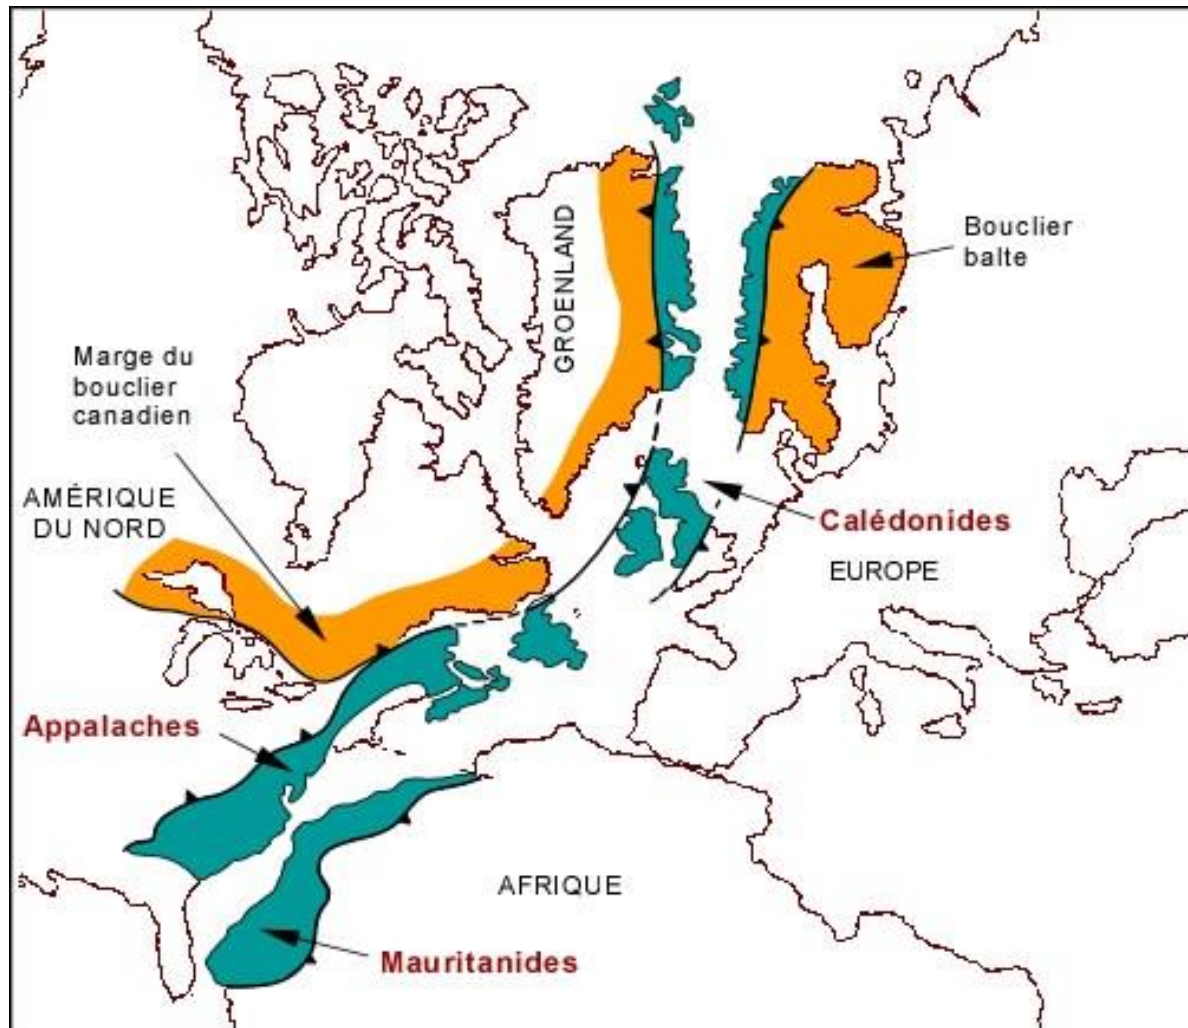 GROENLAND
Bouclier
balte
Marge du
bouclier
canadien
AMÉRIQUE
DU NORD
Calédonides
EUROPE
Appalaches
AFRIQUE
Mauritanides